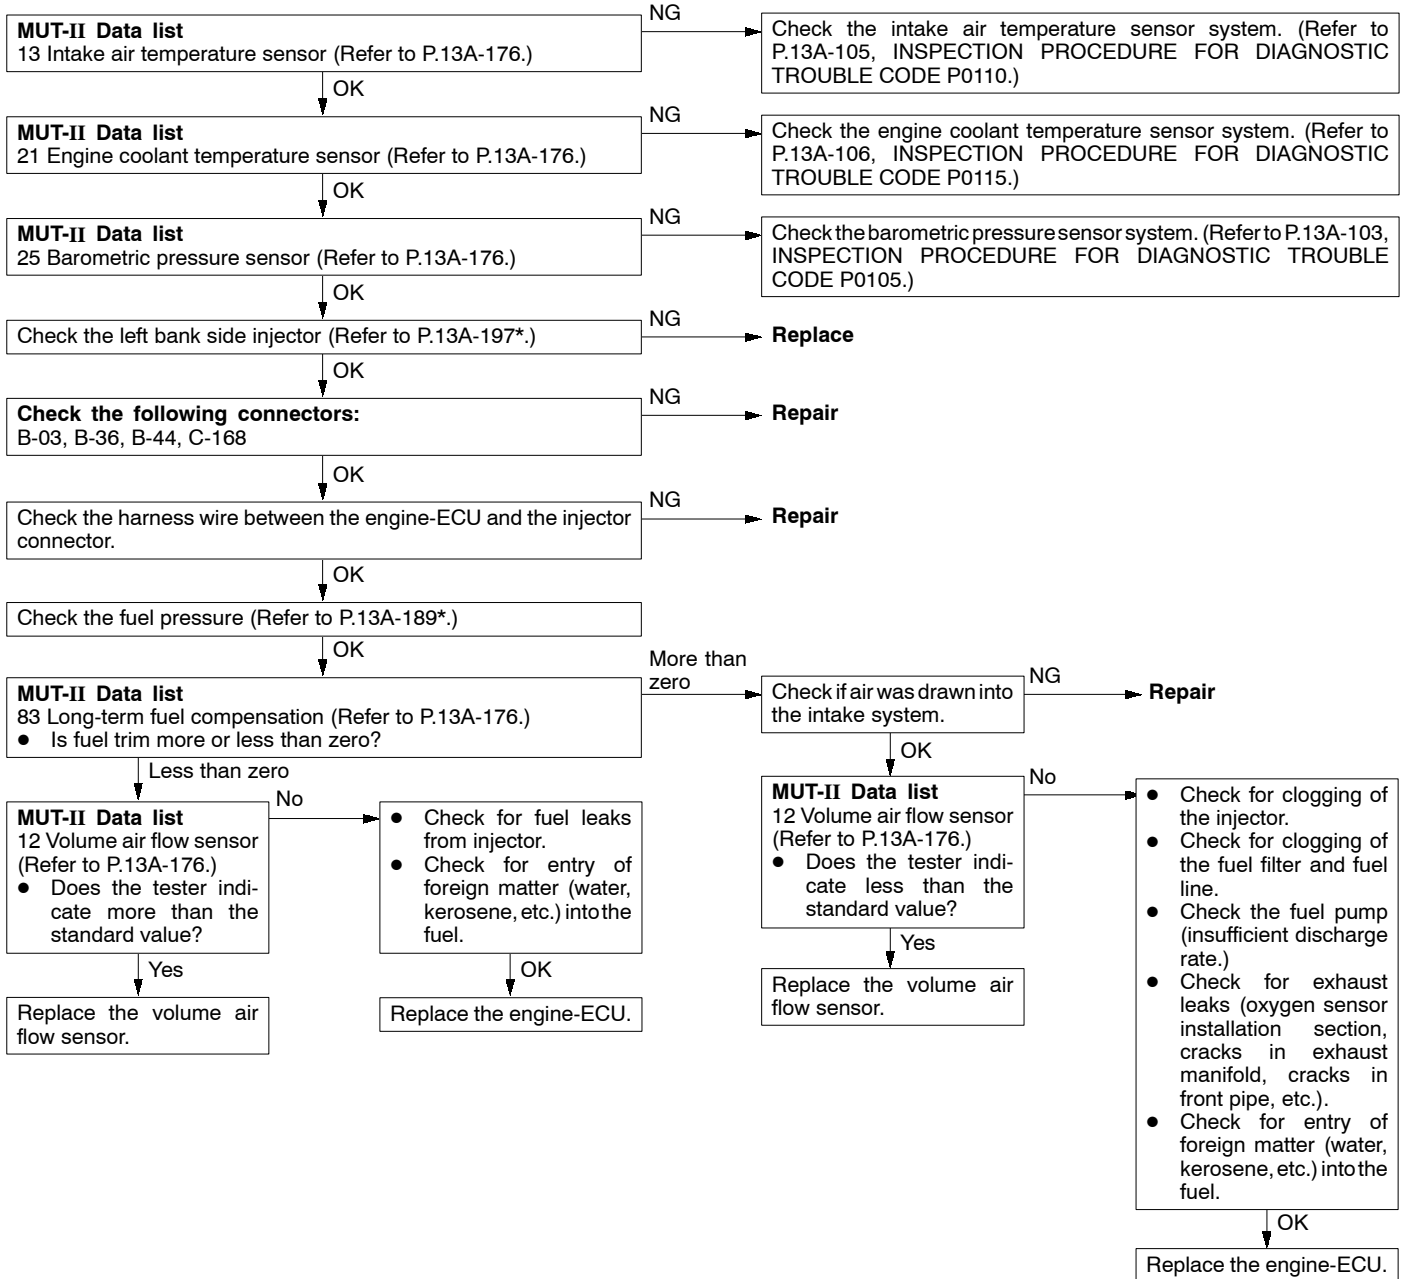 MUT-II Data list
13 Intake air temperature sensor (Refer to P.13A-176.)
NG
Check the intake air temperature sensor system. (Refer to
P.13A-105, INSPECTION PROCEDURE FOR DIAGNOSTIC
TROUBLE CODE P0110.)
OK
MUT-II Data list
21 Engine coolant temperature sensor (Refer to P.13A-176.)
NG
Check the engine coolant temperature sensor system. (Refer to
P.13A-106, INSPECTION PROCEDURE FOR DIAGNOSTIC
TROUBLE CODE P0115.)
OK
MUT-II Data list
25 Barometric pressure sensor (Refer to P.13A-176.)
NG
Check the barometric pressure sensor system. (Refer to P.13A-103,
INSPECTION PROCEDURE FOR DIAGNOSTIC TROUBLE
CODE P0105.)
OK
Check the left bank side injector (Refer to P.13A-197*.)
NG
Replace
OK
Check the following connectors:
B-03, B-36, B-44, C-168
NG
Repair
OK
Check the harness wire between the engine-ECU and the injector
connector.
NG
Repair
OK
Check the fuel pressure (Refer to P.13A-189*.)
OK
MUT-II Data list
83 Long-term fuel compensation (Refer to P.13A-176.)
● Is fuel trim more or less than zero?
More than
zero
Check if air was drawn into
the intake system.
NG
Repair
OK
Less than zero
MUT-II Data list
12 Volume air flow sensor
(Refer to P.13A-176.)
● Does the tester indi-
cate more than the
standard value?
No
● Check for fuel leaks
from injector.
● Check for entry of
foreign matter (water,
kerosene, etc.) into the
fuel.
Yes
Replace the volume air
flow sensor.
OK
Replace the engine-ECU.
MUT-II Data list
12 Volume air flow sensor
(Refer to P.13A-176.)
● Does the tester indi-
cate less than the
standard value?
No
Yes
Replace the volume air
flow sensor.
● Check for clogging of
the injector.
● Check for clogging of
the fuel filter and fuel
line.
● Check the fuel pump
(insufficient discharge
rate.)
● Check for exhaust
leaks (oxygen sensor
installation section,
cracks in exhaust
manifold, cracks in
front pipe, etc.).
● Check for entry of
foreign matter (water,
kerosene, etc.) into the
fuel.
OK
Replace the engine-ECU.